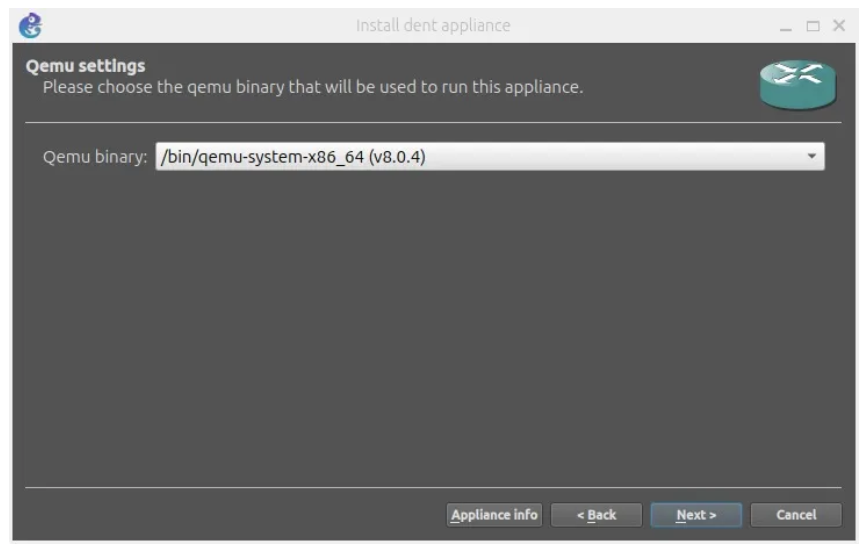 Install dent appliance
Qemu settings
Please choose the qemu binary that will be used to run this appliance.
Qemu binary: /bin/qemu-system-x86_64 (v8.0.4)
Appliance info < Back Next > Cancel